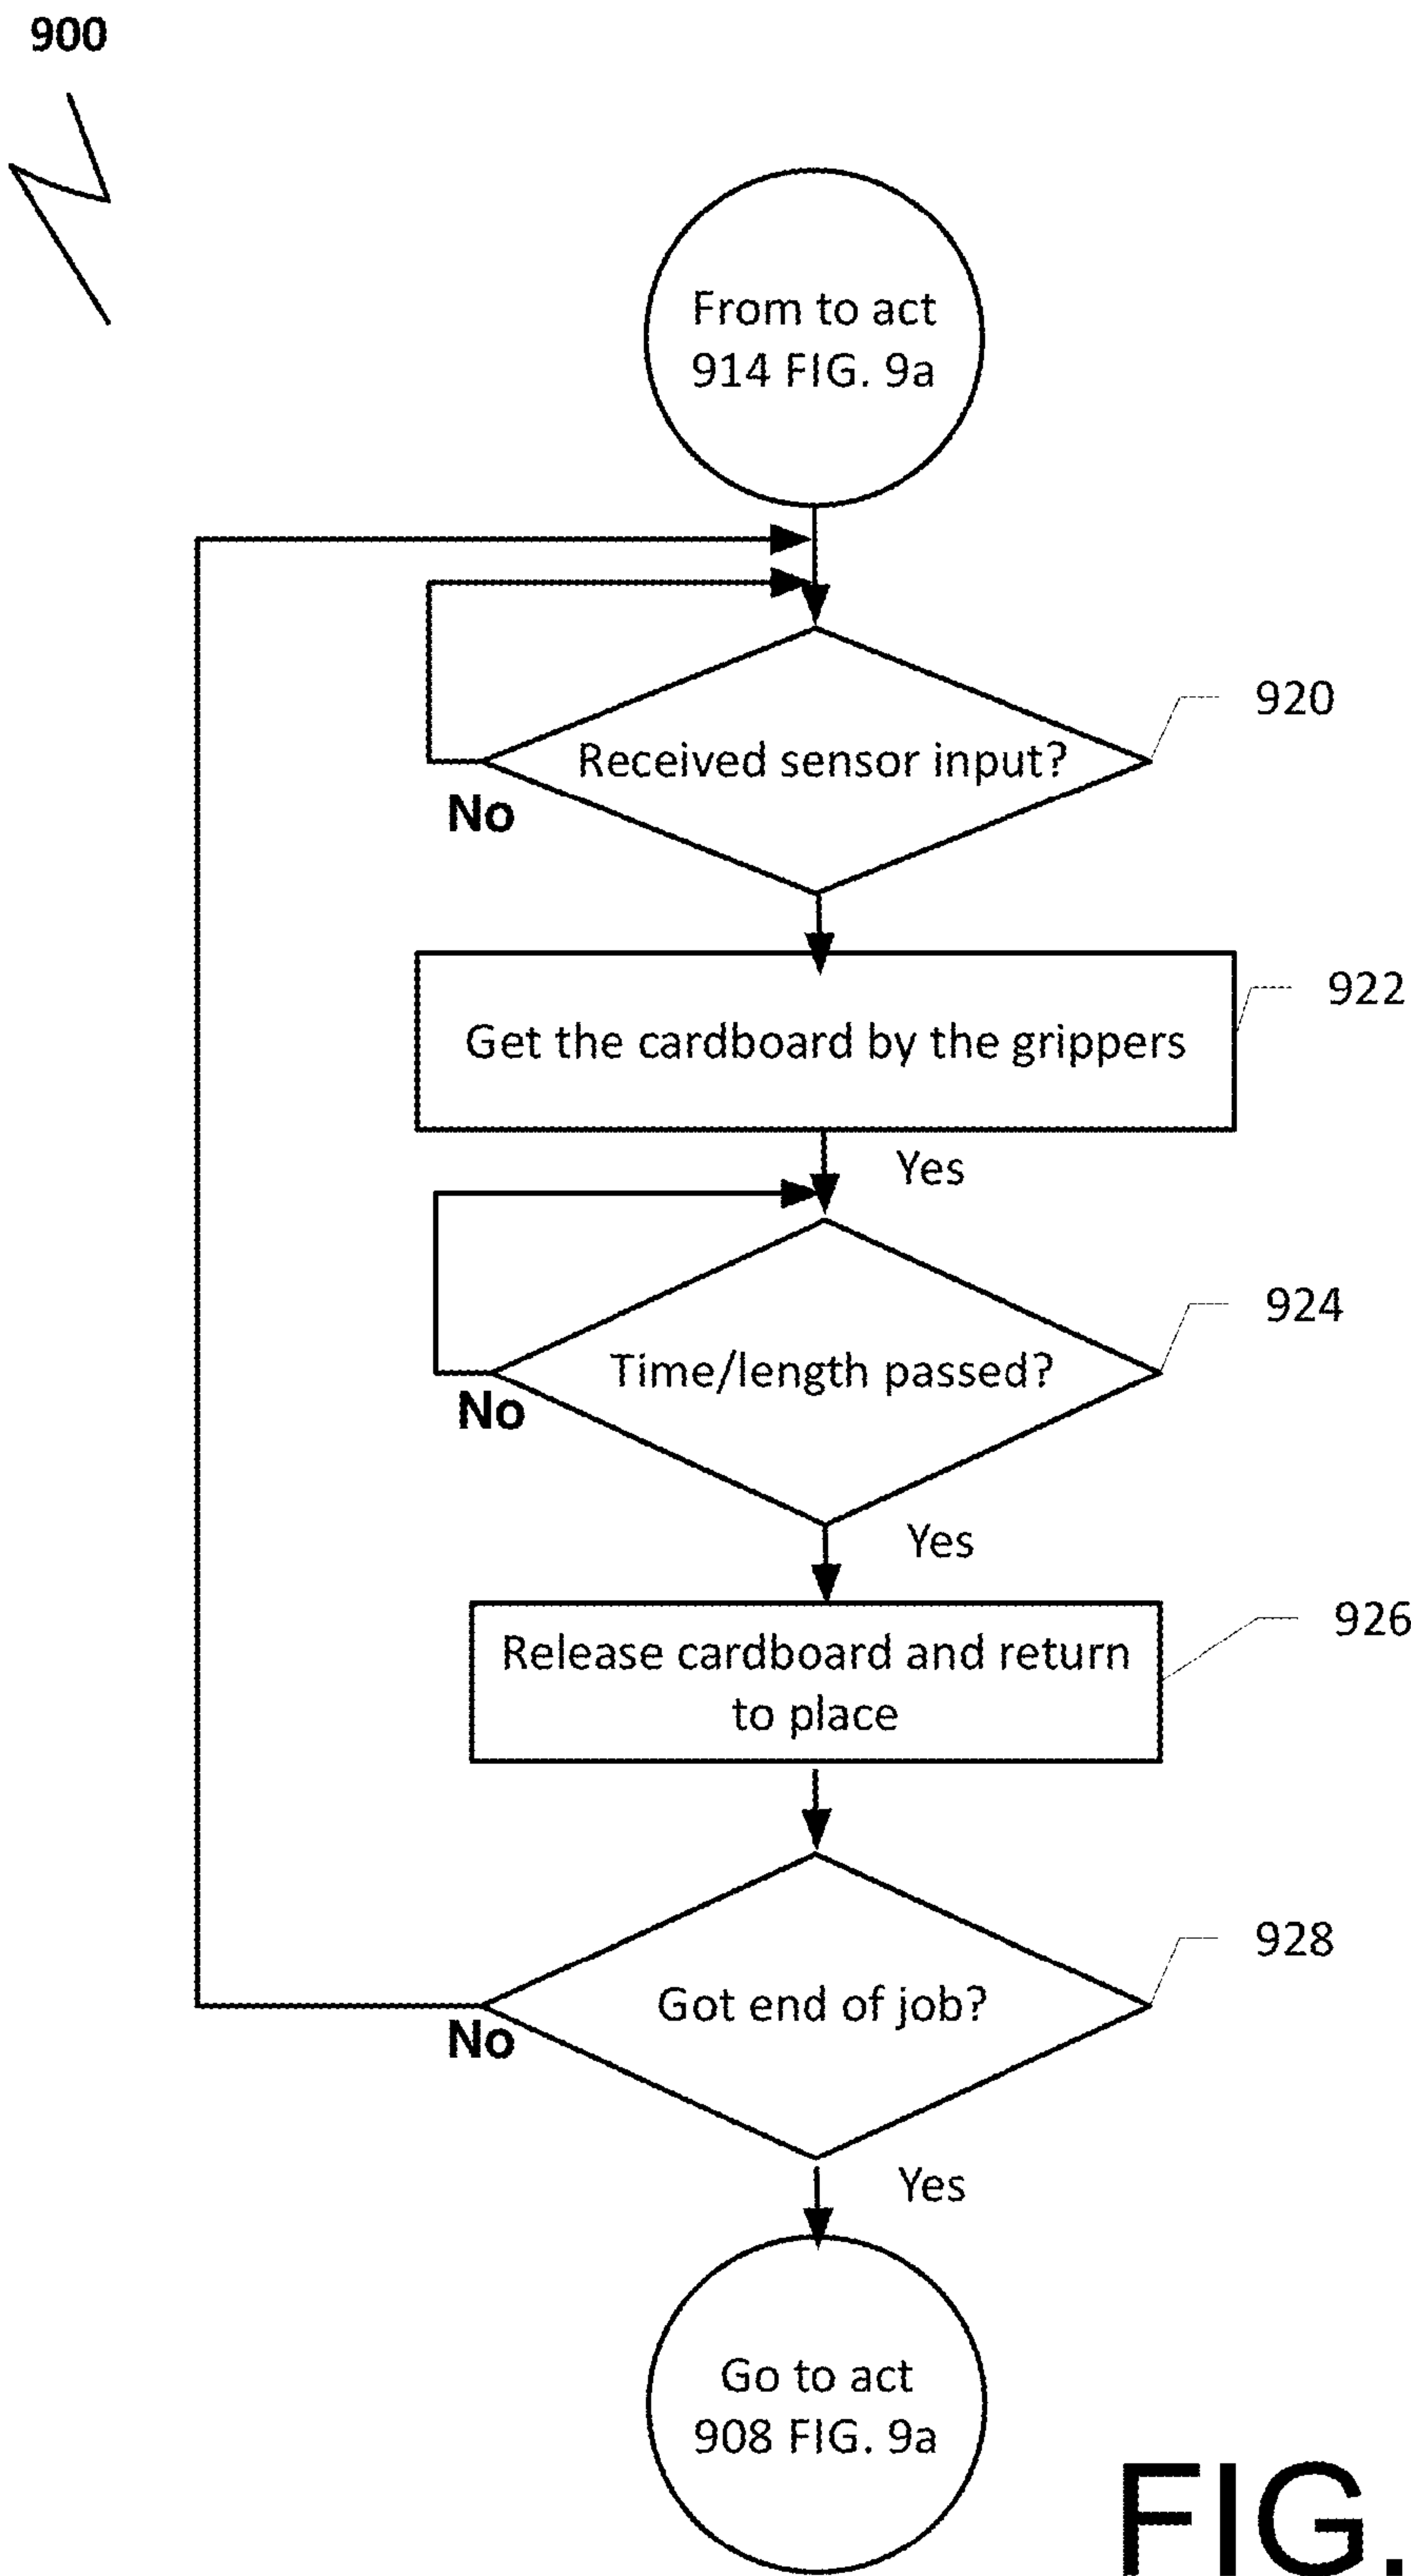 900
From to act
914 FIG. 9a
920
Received sensor input?
No
922
Get the cardboard by the grippers
Yes
924
Time/length passed?
No
Yes
926
Release cardboard and return
to place
928
Got end of job?
No
Yes
Go to act
908 FIG. 9a
FIG.